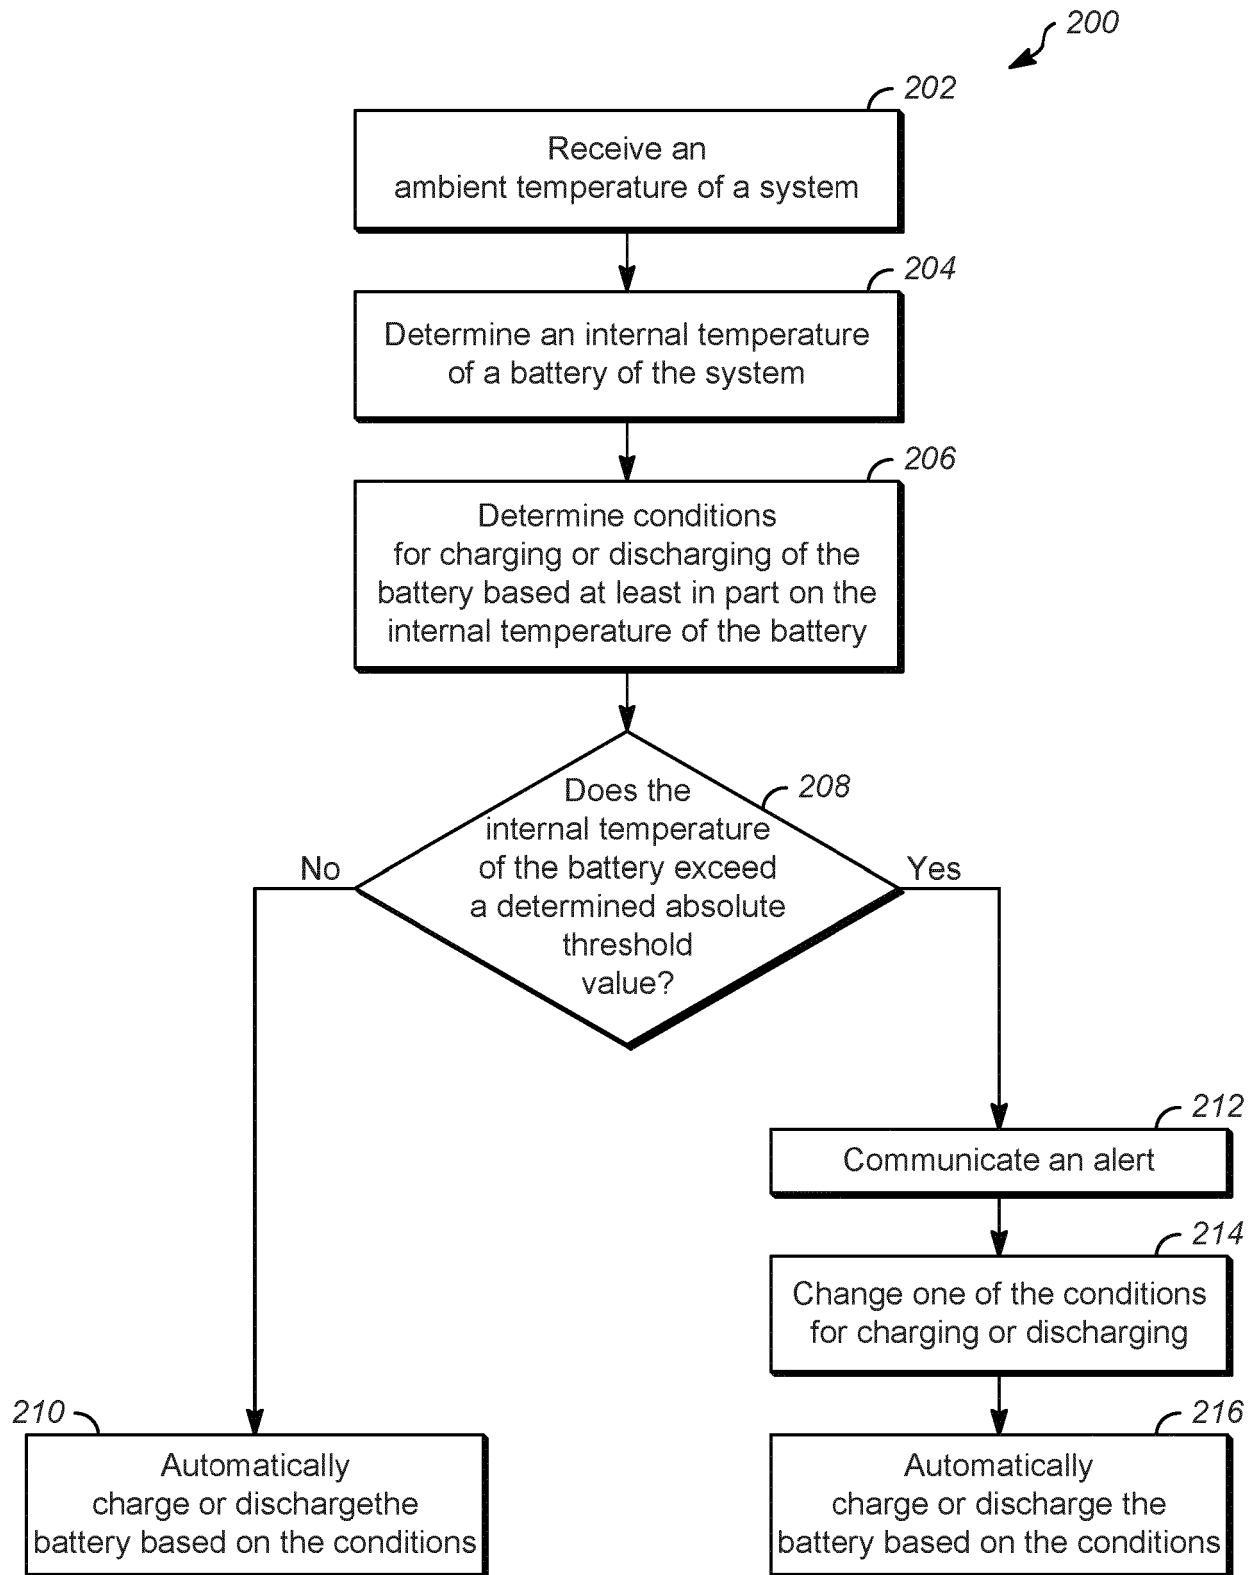 200
202
Receive an
ambient temperature of a system
204
Determine an internal temperature
of a battery of the system
206
Determine conditions
for charging or discharging of the
battery based at least in part on the
internal temperature of the battery
208
Does the
internal temperature
of the battery exceed
a determined absolute
threshold
value?
No
Yes
212
Communicate an alert
214
Change one of the conditions
for charging or discharging
210
Automatically
charge or dischargethe
battery based on the conditions
216
Automatically
charge or discharge the
battery based on the conditions